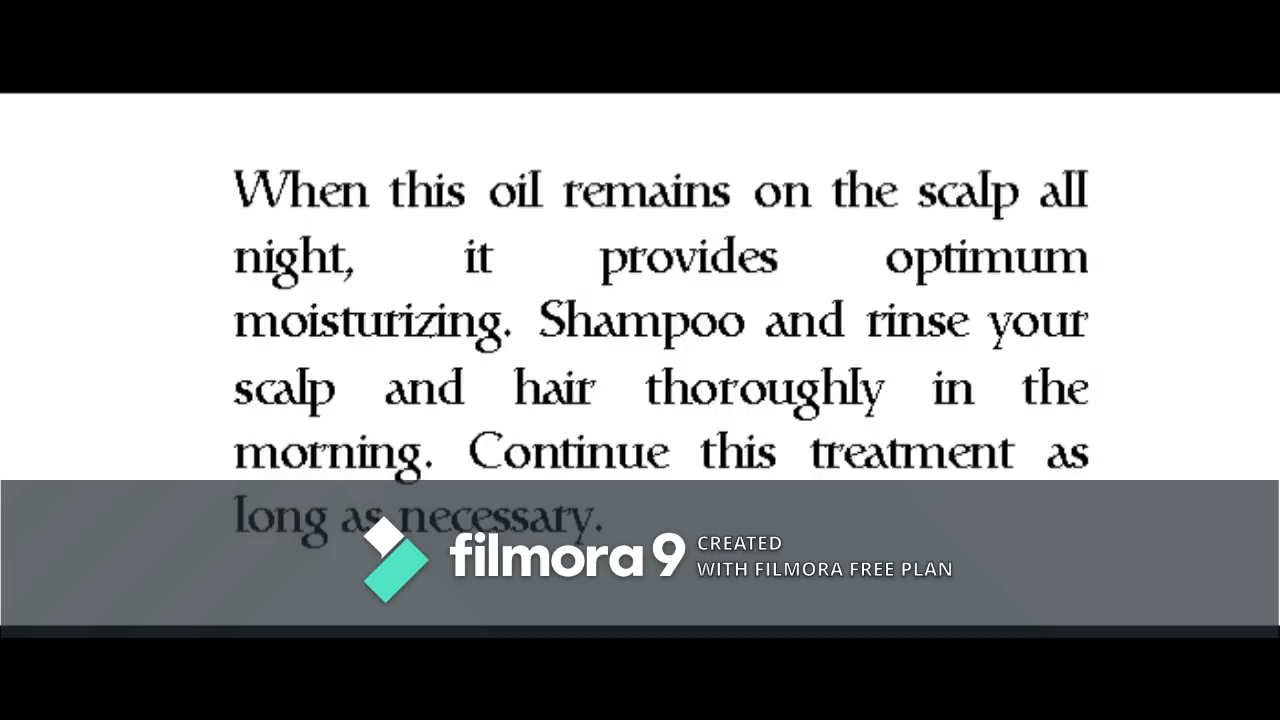 When this oil remains on the scalp all
night, it provides optimum
moisturizing. Shampoo and rinse your
scalp and hair thoroughly in the
morning. Continue this treatment as
long as necessary.
filmora9 CREATED
WITH FILMORA FREE PLAN